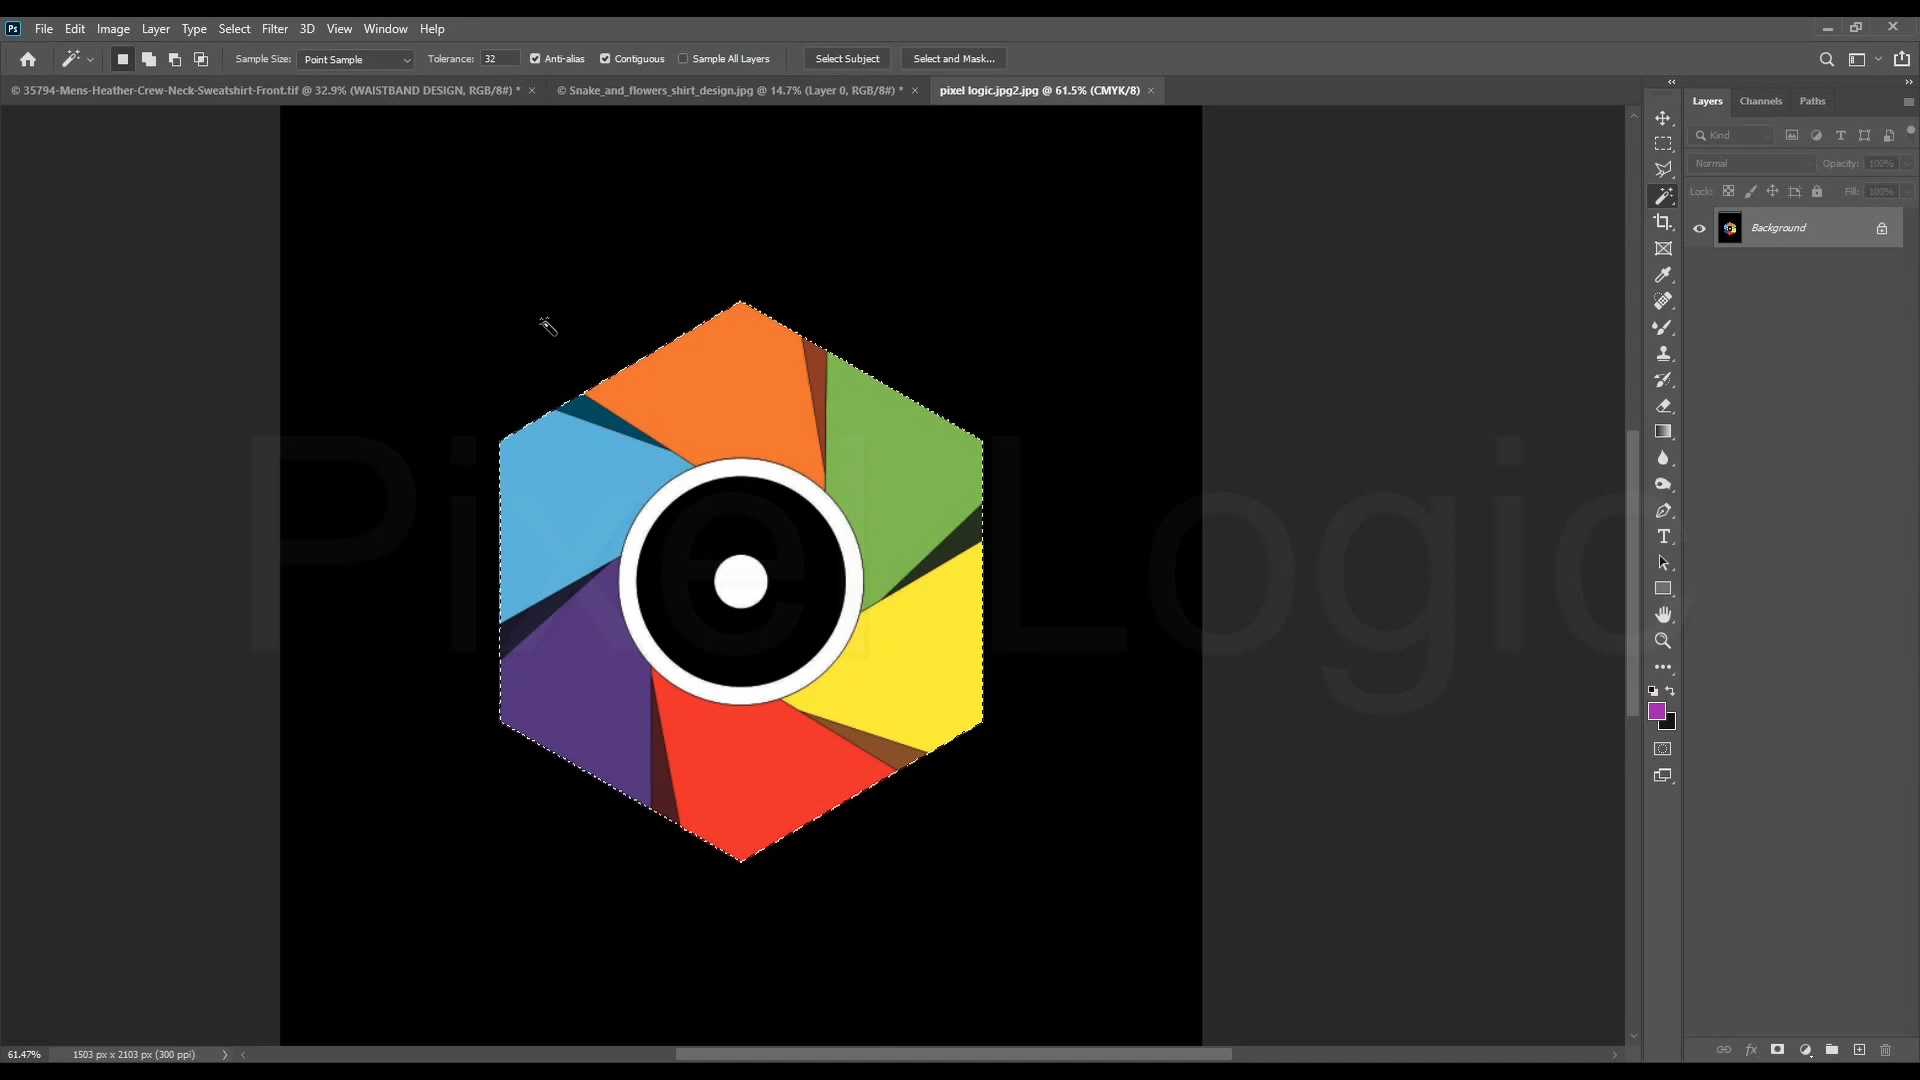 Ps File Edit Image Layer Type Select Filter 3D View Window Help
Sample Size: Point Sample Tolerance: 32 Anti-alias Contiguous Sample All Layers Select Subject Select and Mask...
© 35794-Mens-Heather-Crew-Neck-Sweatshirt-Front.tif @ 32.9% (WAISTBAND DESIGN, RGB/8#) * × © Snake_and_flowers_shirt_design.jpg @ 14.7% (Layer 0, RGB/8#) * × pixel logic.jpg2.jpg @ 61.5% (CMYK/8) ×
Layers Channels Paths
Kind
Normal Opacity: 100%
Lock: Fill: 100%
Background
Pixel Logic
61.47% 1503 px x 2103 px (300 ppi)